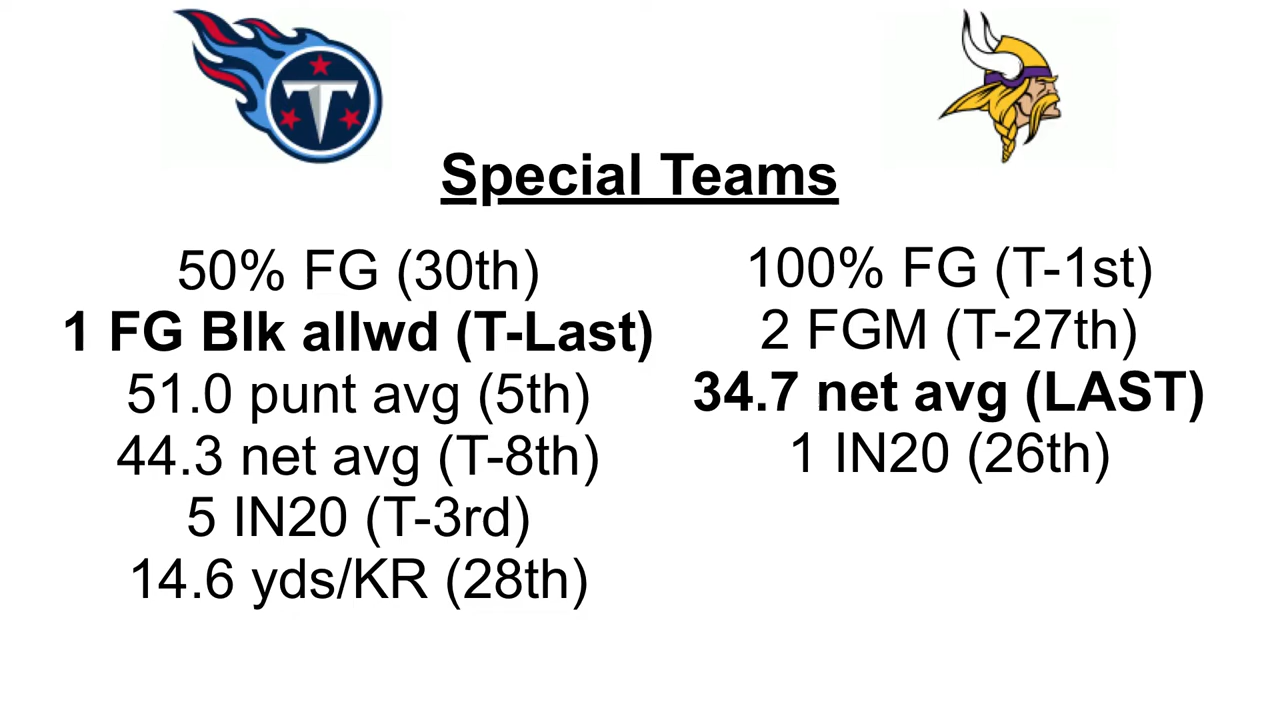 Special Teams
50% FG (30th)
1 FG Blk allwd (T-Last)
51.0 punt avg (5th)
44.3 net avg (T-8th)
5 IN20 (T-3rd)
14.6 yds/KR (28th)
100% FG (T-1st)
2 FGM (T-27th)
34.7 net avg (LAST)
1 IN20 (26th)